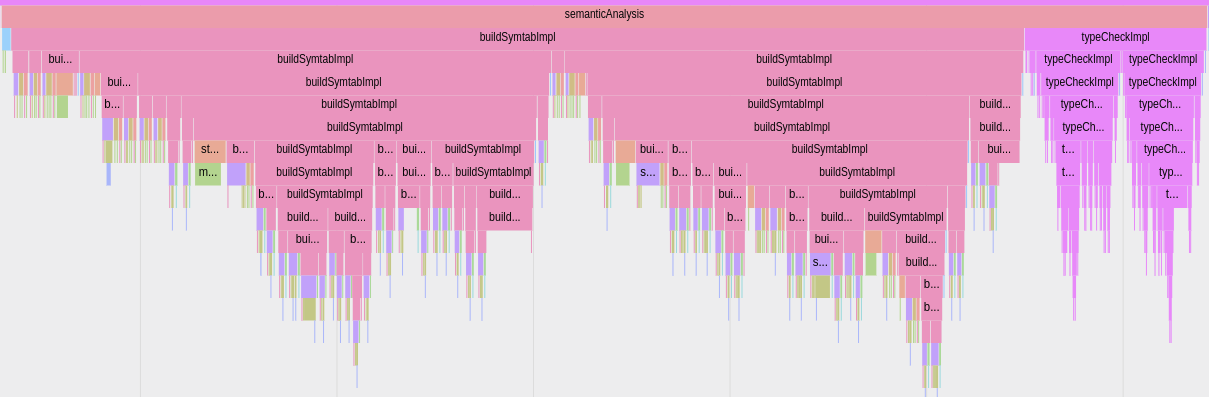 semanticAnalysis
buildSymtabImpl typeCheckImpl
bui... buildSymtabImpl buildSymtabImpl typeCheckImpl typeCheckImpl
bui... buildSymtabImpl buildSymtabImpl typeCheckImpl typeCheckImpl
b... buildSymtabImpl buildSymtabImpl build... typeCh... typeCh...
buildSymtabImpl buildSymtabImpl build... typeCh... typeCh...
st... b... buildSymtabImpl b... bui... buildSymtabImpl bui... b... buildSymtabImpl bui... t... typeCh...
m... buildSymtabImpl b... b... buildSymtabImpl s... b... b... bui... buildSymtabImpl t... typ...
b... buildSymtabImpl b... build... bui... b... buildSymtabImpl t...
build... build... build... b... b... build... buildSymtabImpl
bui... b... bui... build...
s... build...
b...
b...